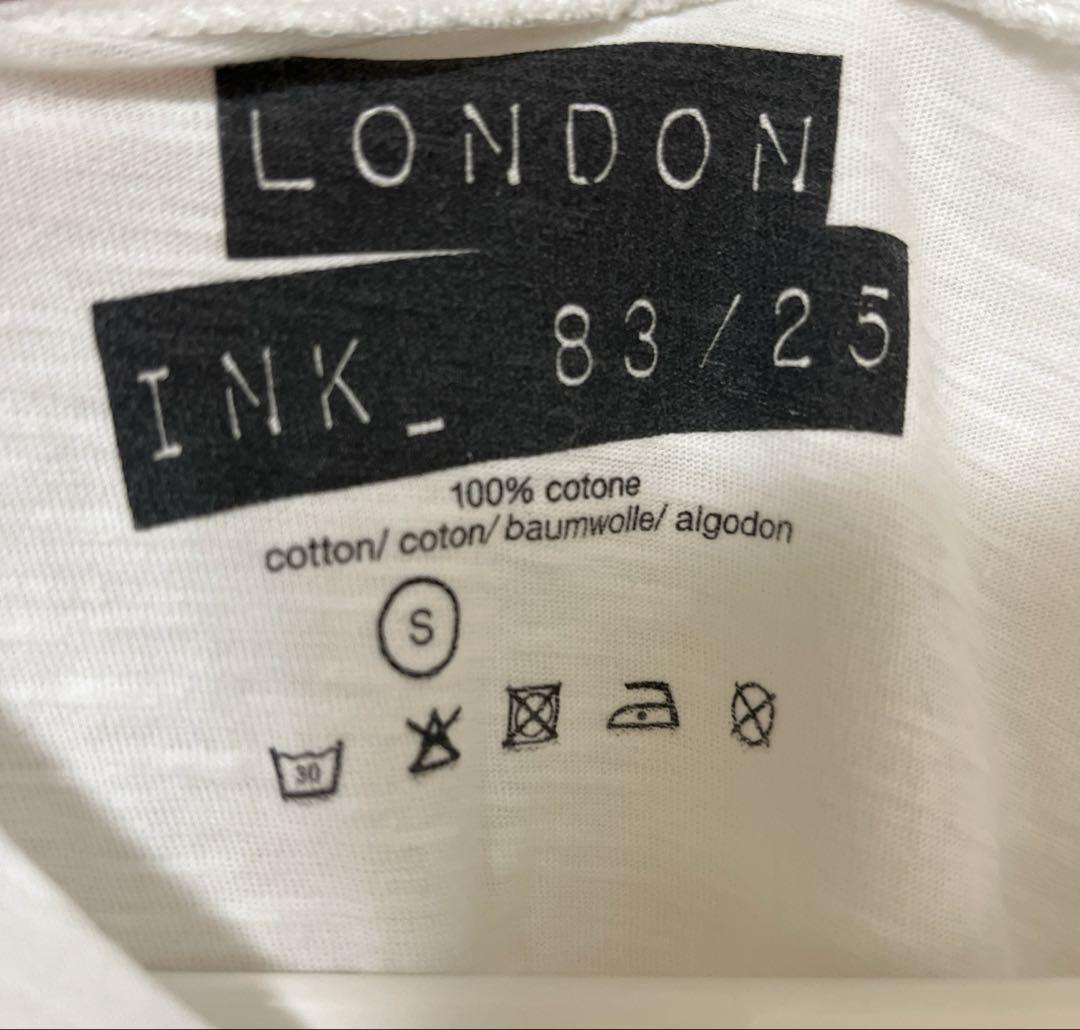 LONDON
INK_ 83/25
100% cotone
cotton/ coton/ baumwolle/ algodon
S
30